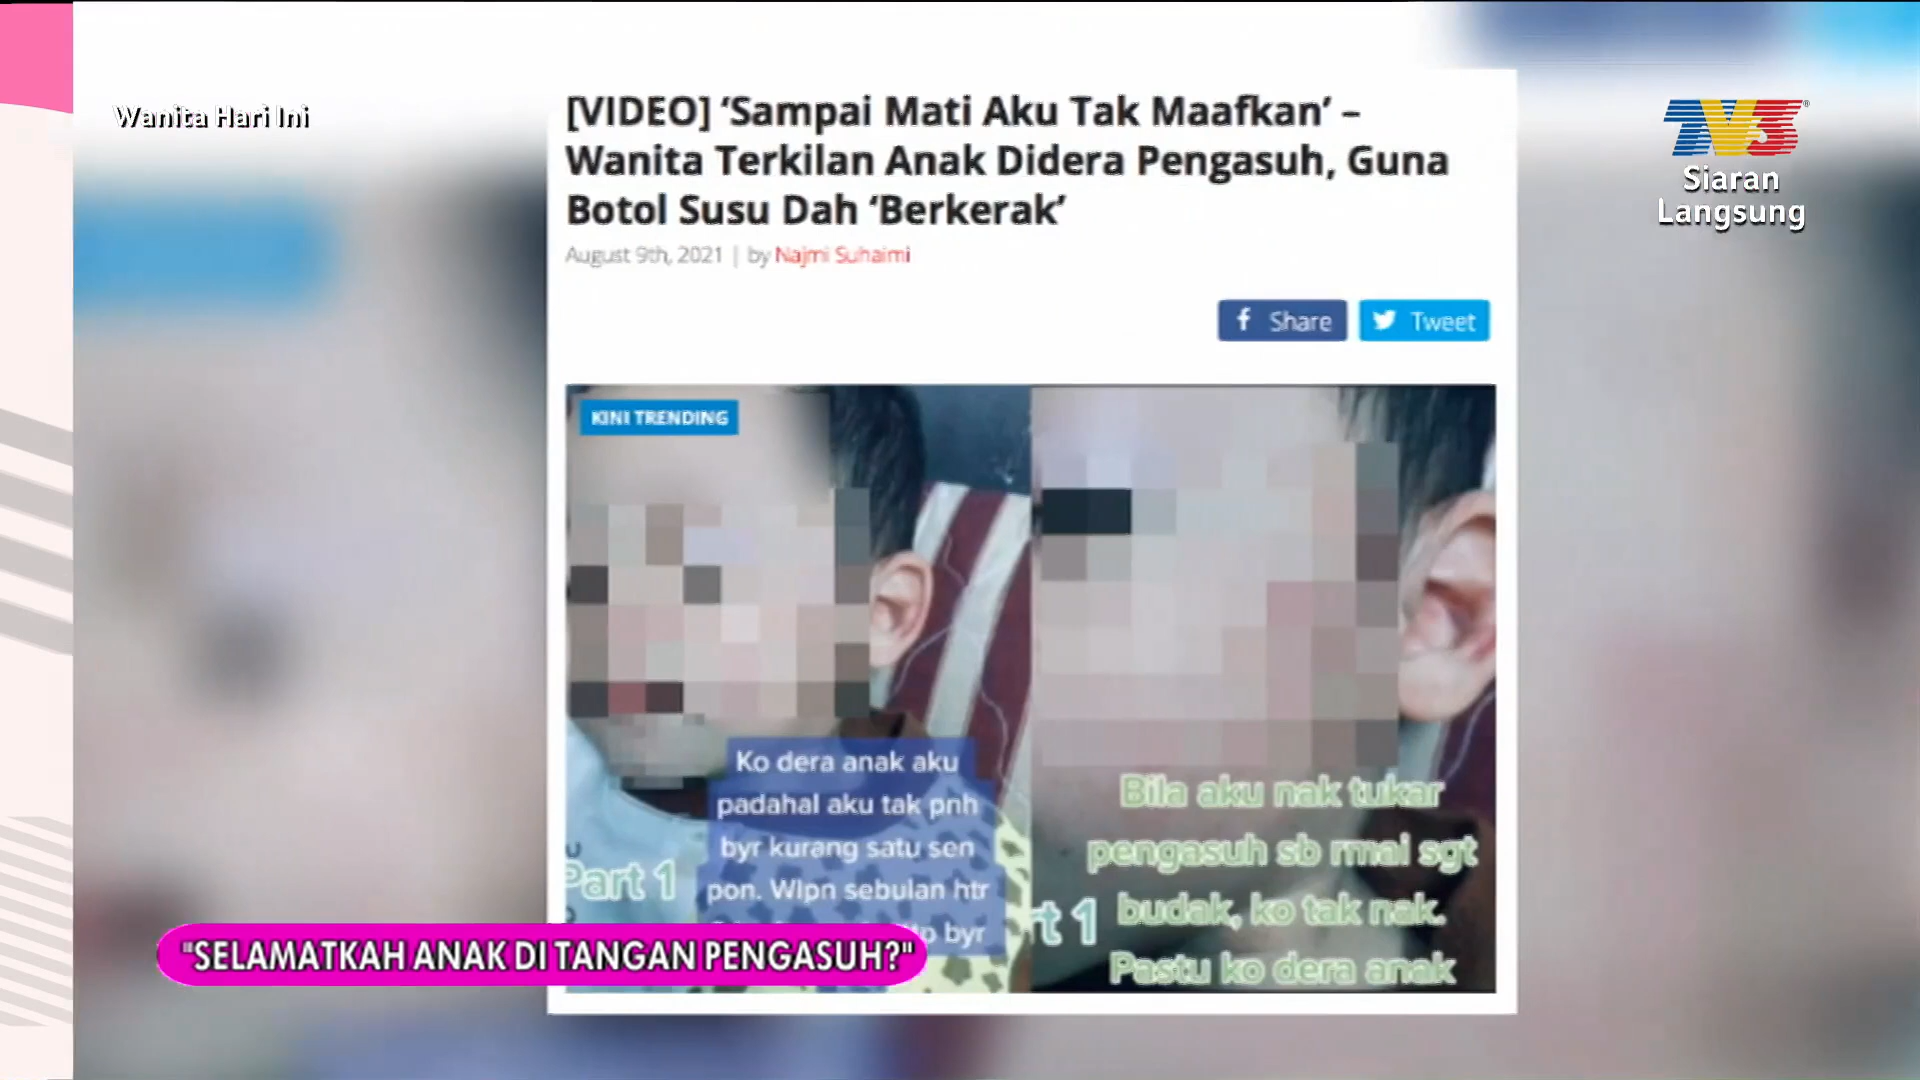 Wanita Hari Ini
[VIDEO] ‘Sampai Mati Aku Tak Maafkan’ –
Wanita Terkilan Anak Didera Pengasuh, Guna
Botol Susu Dah ‘Berkerak’
August 9th, 2021 | by Najmi Suhaimi
Share
Tweet
TV3
Siaran
Langsung
KINI TRENDING
Ko dera anak aku
padahal aku tak pnh
byr kurang satu sen
pon. Wlpn sebulan htr
byr
Part 1
Bila aku nak tukar
pengasuh sb rmai sgt
budak, ko tak nak.
Pastu ko dera anak
t 1
"SELAMATKAH ANAK DI TANGAN PENGASUH?"